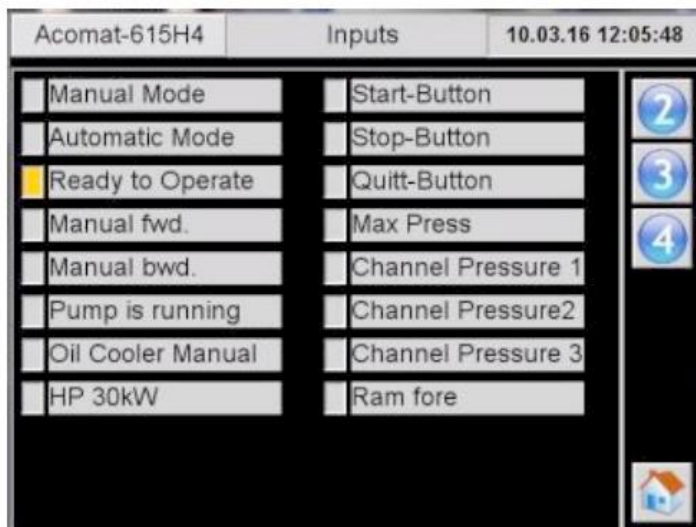 Acomat-615H4 Inputs 10.03.16 12:05:48
Manual Mode Start-Button 2
Automatic Mode Stop-Button
Ready to Operate Quitt-Button 3
Manual fwd. Max Press 4
Manual bwd. Channel Pressure 1
Pump is running Channel Pressure2
Oil Cooler Manual Channel Pressure 3
HP 30kW Ram fore